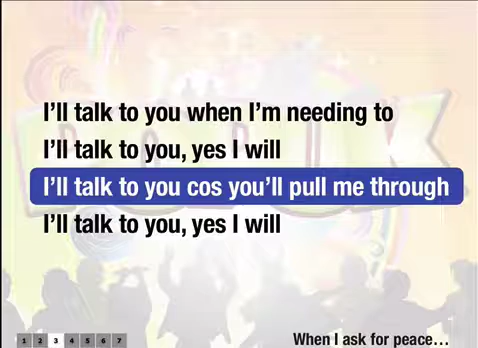 I'll talk to you when I'm needing to
I'll talk to you, yes I will
I'll talk to you cos you'll pull me through
I'll talk to you, yes I will
1 2 3 4 5 6 7
When I ask for peace…